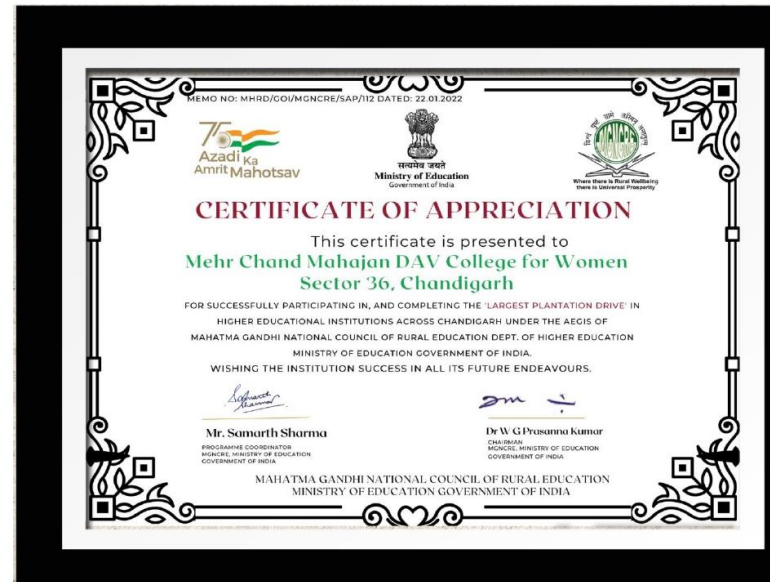 MEMO NO: MHRD/GOI/MGNCRE/SAP/112 DATED: 22.01.2022
75
Azadi Ka
Amrit Mahotsav
सत्यमेव जयते
Ministry of Education
Government of India
MGNCRE
Where there is Rural Wellbeing
there is Universal Prosperity
CERTIFICATE OF APPRECIATION
This certificate is presented to
Mehr Chand Mahajan DAV College for Women
Sector 36, Chandigarh
FOR SUCCESSFULLY PARTICIPATING IN, AND COMPLETING THE 'LARGEST PLANTATION DRIVE' IN
HIGHER EDUCATIONAL INSTITUTIONS ACROSS CHANDIGARH UNDER THE AEGIS OF
MAHATMA GANDHI NATIONAL COUNCIL OF RURAL EDUCATION DEPT. OF HIGHER EDUCATION
MINISTRY OF EDUCATION GOVERNMENT OF INDIA.
WISHING THE INSTITUTION SUCCESS IN ALL ITS FUTURE ENDEAVOURS.
Mr. Samarth Sharma
PROGRAMME COORDINATOR
MGNCRE, MINISTRY OF EDUCATION
GOVERNMENT OF INDIA
Dr W G Prasanna Kumar
CHAIRMAN
MGNCRE, MINISTRY OF EDUCATION
GOVERNMENT OF INDIA
MAHATMA GANDHI NATIONAL COUNCIL OF RURAL EDUCATION
MINISTRY OF EDUCATION GOVERNMENT OF INDIA